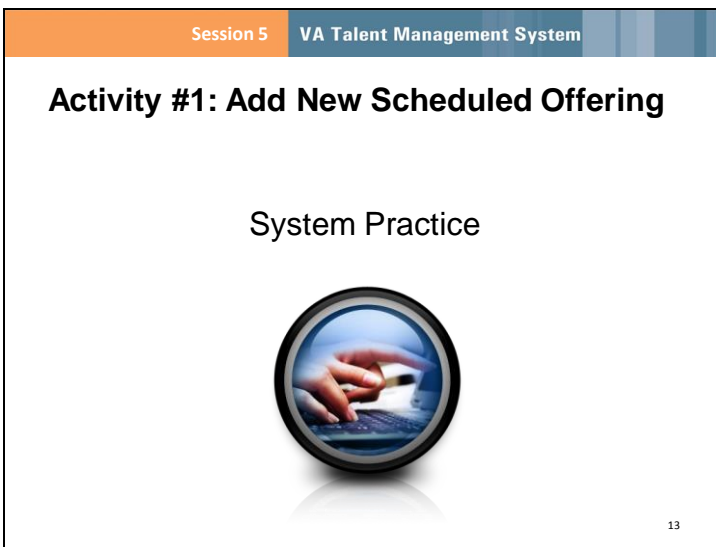 Session 5 VA Talent Management System
Activity #1: Add New Scheduled Offering
System Practice
13